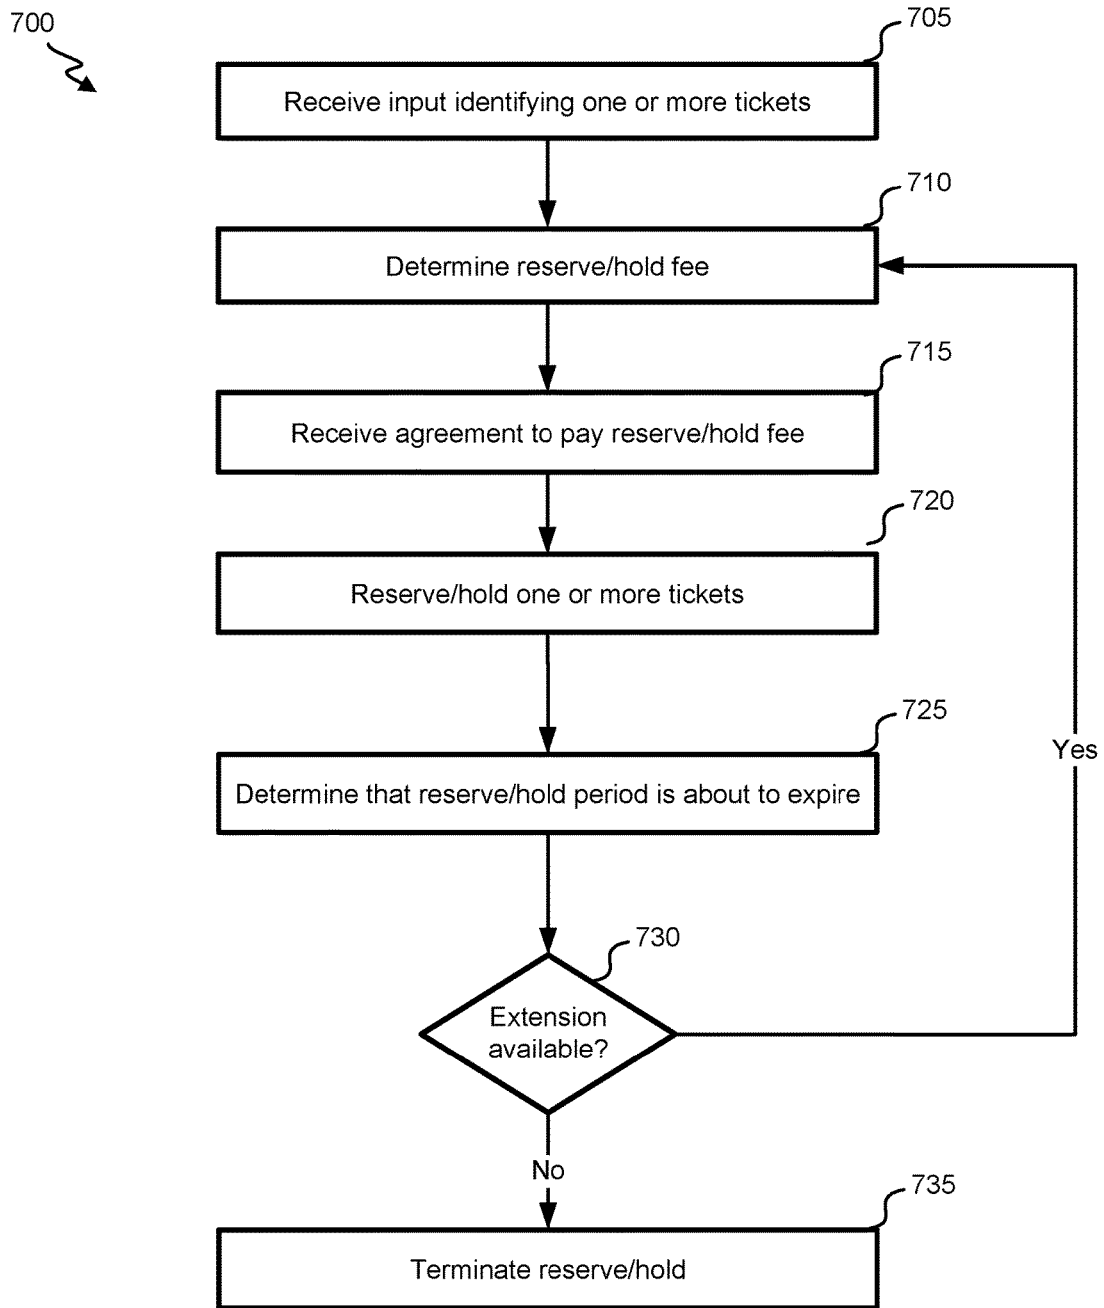 700
705
Receive input identifying one or more tickets
710
Determine reserve/hold fee
715
Receive agreement to pay reserve/hold fee
720
Reserve/hold one or more tickets
725
Yes
Determine that reserve/hold period is about to expire
730
Extension
available?
No
735
Terminate reserve/hold